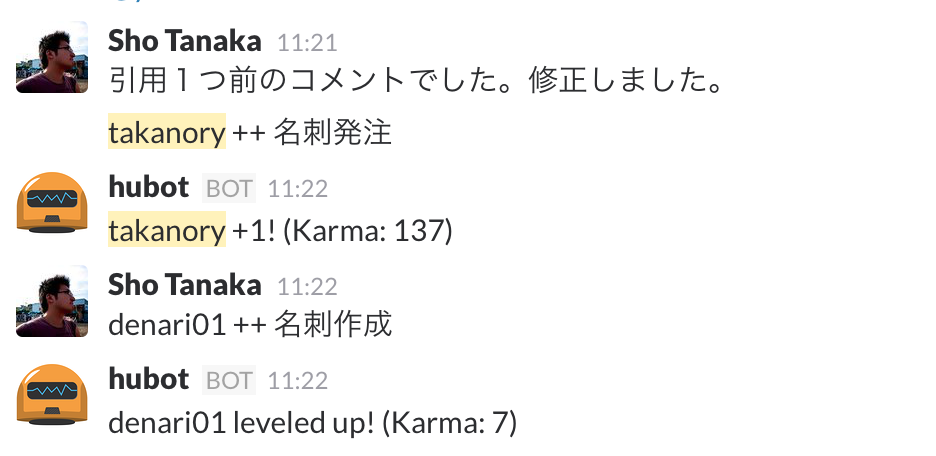 Sho Tanaka 11:21
引用１つ前のコメントでした。修正しました。
takanory ++ 名刺発注
hubot BOT 11:22
takanory +1! (Karma: 137)
Sho Tanaka 11:22
denari01 ++ 名刺作成
hubot BOT 11:22
denari01 leveled up! (Karma: 7)